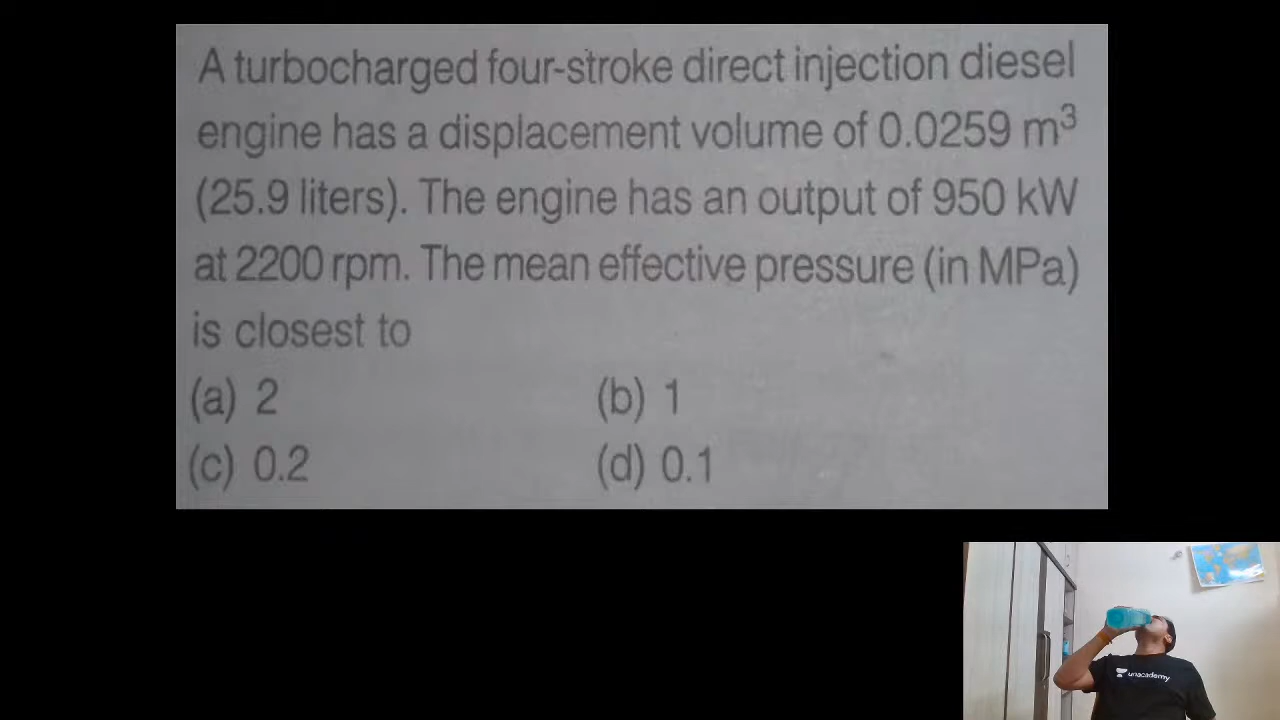 A turbocharged four-stroke direct injection diesel
engine has a displacement volume of 0.0259 m³
(25.9 liters). The engine has an output of 950 kW
at 2200 rpm. The mean effective pressure (in MPa)
is closest to
(a) 2 (b) 1
(c) 0.2 (d) 0.1
unacademy